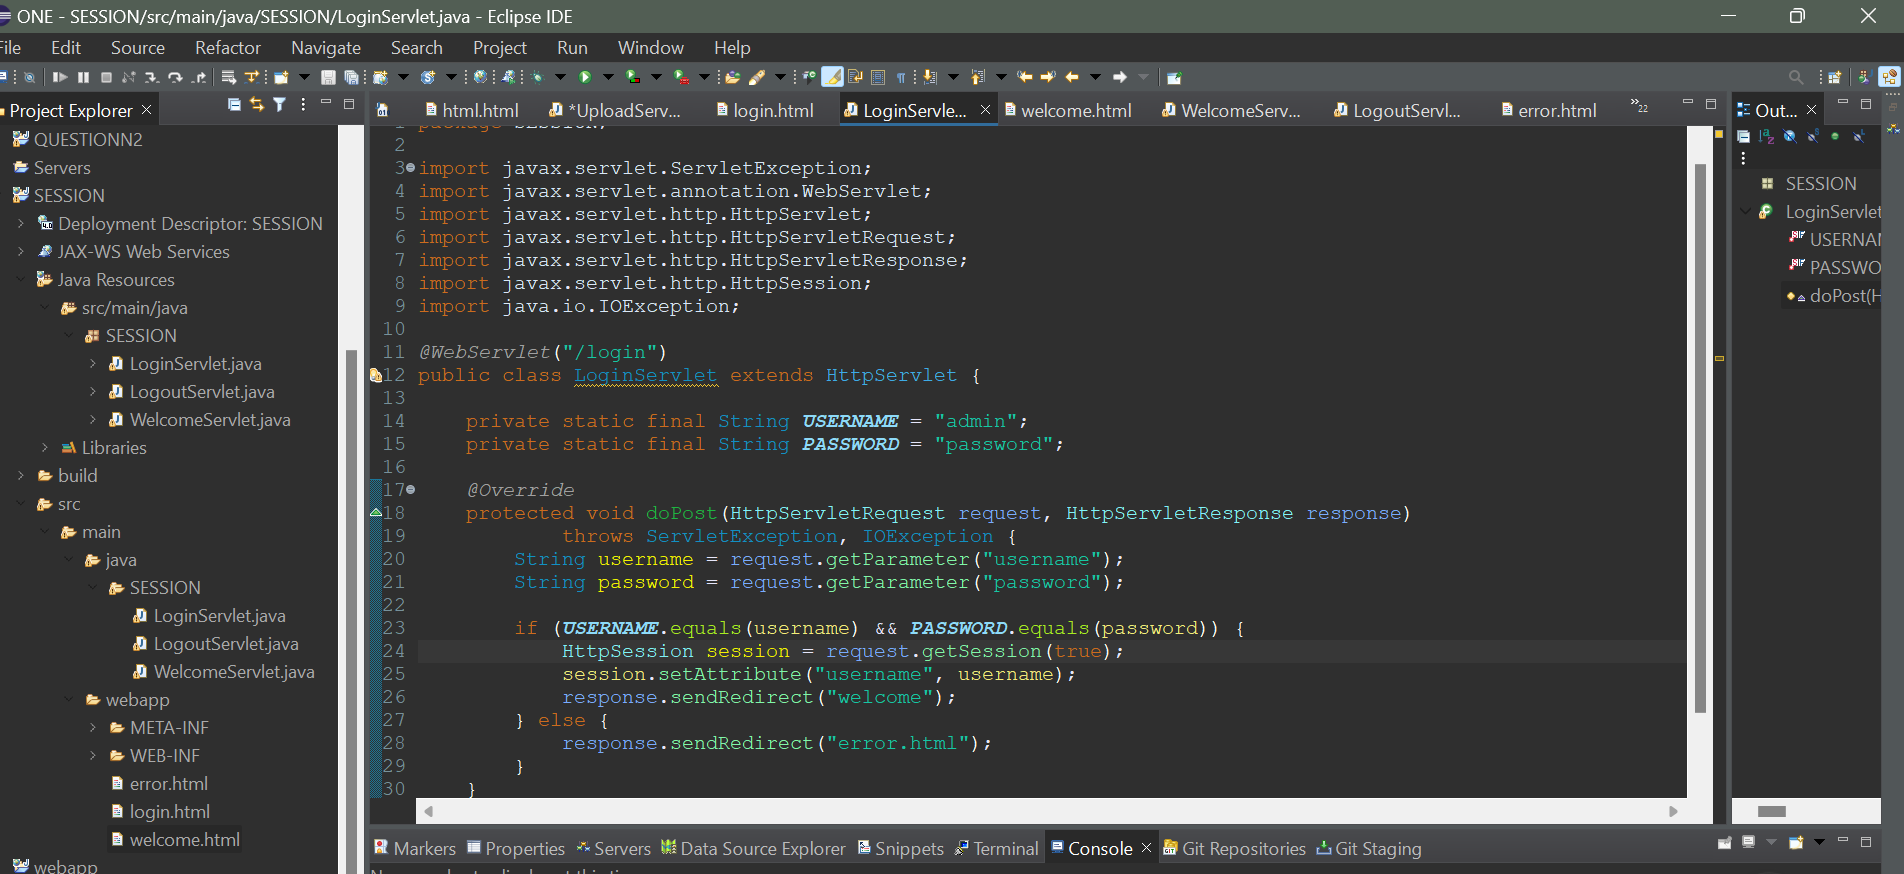 ONE - SESSION/src/main/java/SESSION/LoginServlet.java - Eclipse IDE
File Edit Source Refactor Navigate Search Project Run Window Help
Project Explorer
html.html *UploadServ... login.html LoginServle... welcome.html WelcomeServ... LogoutServl... error.html »22
Out...
QUESTIONN2
Servers
SESSION
Deployment Descriptor: SESSION
JAX-WS Web Services
Java Resources
src/main/java
SESSION
LoginServlet.java
LogoutServlet.java
WelcomeServlet.java
Libraries
build
src
main
java
SESSION
LoginServlet.java
LogoutServlet.java
WelcomeServlet.java
webapp
META-INF
WEB-INF
error.html
login.html
welcome.html
webapp
1 package SESSION;
2
3 import javax.servlet.ServletException;
4 import javax.servlet.annotation.WebServlet;
5 import javax.servlet.http.HttpServlet;
6 import javax.servlet.http.HttpServletRequest;
7 import javax.servlet.http.HttpServletResponse;
8 import javax.servlet.http.HttpSession;
9 import java.io.IOException;
10
11 @WebServlet("/login")
12 public class LoginServlet extends HttpServlet {
13
14 private static final String USERNAME = "admin";
15 private static final String PASSWORD = "password";
16
17 @Override
18 protected void doPost(HttpServletRequest request, HttpServletResponse response)
19 throws ServletException, IOException {
20 String username = request.getParameter("username");
21 String password = request.getParameter("password");
22
23 if (USERNAME.equals(username) && PASSWORD.equals(password)) {
24 HttpSession session = request.getSession(true);
25 session.setAttribute("username", username);
26 response.sendRedirect("welcome");
27 } else {
28 response.sendRedirect("error.html");
29 }
30 }
SESSION
LoginServlet
USERNA
PASSWO
doPost(H
Markers Properties Servers Data Source Explorer Snippets Terminal Console Git Repositories Git Staging